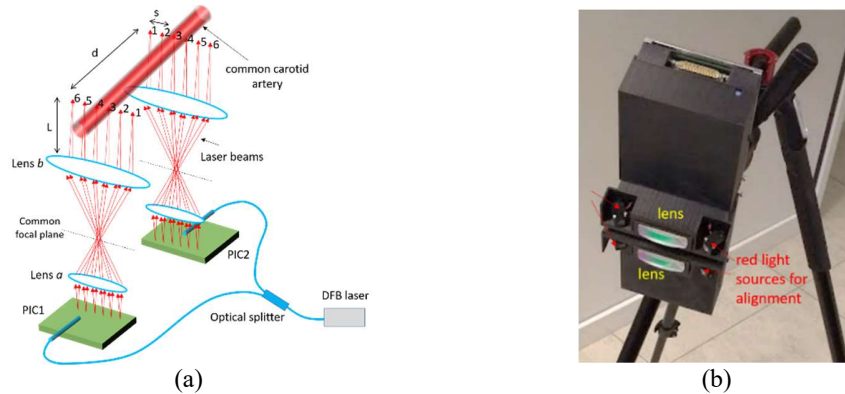 s
1
2
3
4
5
6
d
common carotid
artery
6
5
4
3
2
1
L
Lens b
Laser beams
Common
focal plane
PIC2
Lens a
PIC1
DFB laser
Optical splitter
(a)
lens
lens
red light
sources for
alignment
(b)